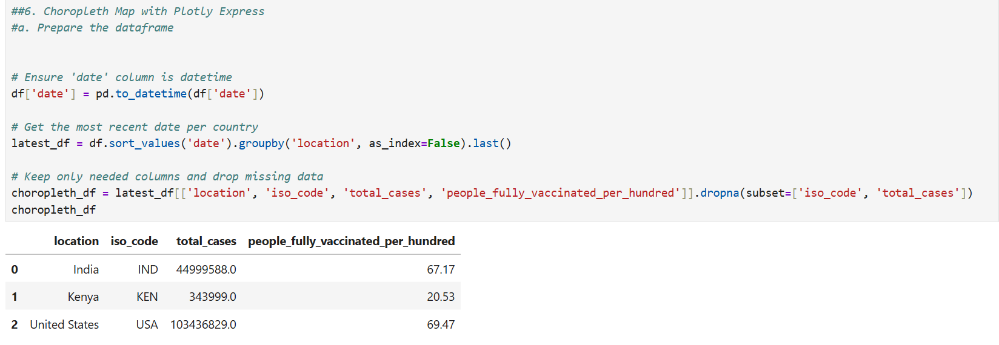 ##6. Choropleth Map with Plotly Express
#a. Prepare the dataframe
# Ensure 'date' column is datetime
df['date'] = pd.to_datetime(df['date'])
# Get the most recent date per country
latest_df = df.sort_values('date').groupby('location', as_index=False).last()
# Keep only needed columns and drop missing data
choropleth_df = latest_df[['location', 'iso_code', 'total_cases', 'people_fully_vaccinated_per_hundred']].dropna(subset=['iso_code', 'total_cases'])
choropleth_df
location iso_code total_cases people_fully_vaccinated_per_hundred
0 India IND 44999588.0 67.17
1 Kenya KEN 343999.0 20.53
2 United States USA 103436829.0 69.47